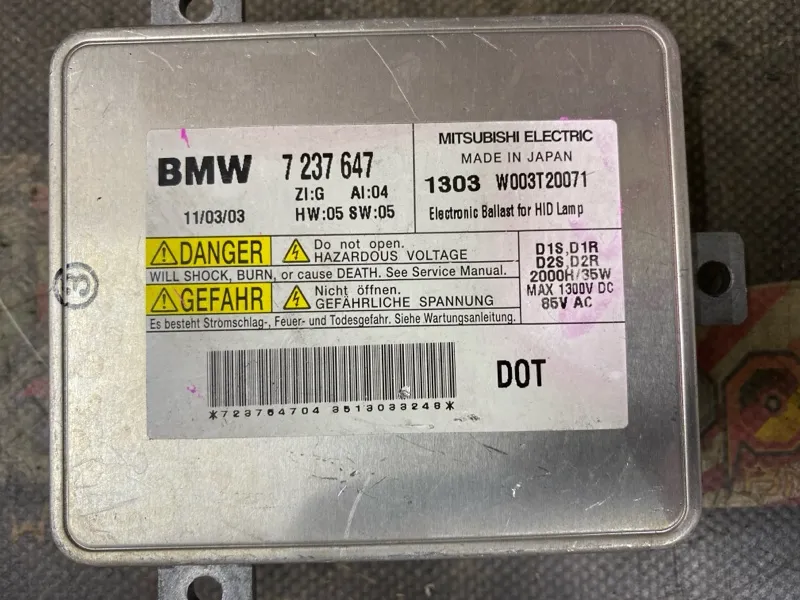 BMW 7 237 647
ZI:G AI:04
11/03/03 HW:05 SW:05
MITSUBISHI ELECTRIC
MADE IN JAPAN
1303 W003T20071
Electronic Ballast for HID Lamp
DANGER Do not open.
HAZARDOUS VOLTAGE
WILL SHOCK, BURN, or cause DEATH. See Service Manual.
GEFAHR Nicht öffnen.
GEFÄHRLICHE SPANNUNG
Es besteht Stromschlag-, Feuer- und Todesgefahr. Siehe Wartungsanleitung.
D1S,D1R
D2S,D2R
2000H/35W
MAX 1300V DC
85V AC
*723764704 3513033248*
DOT